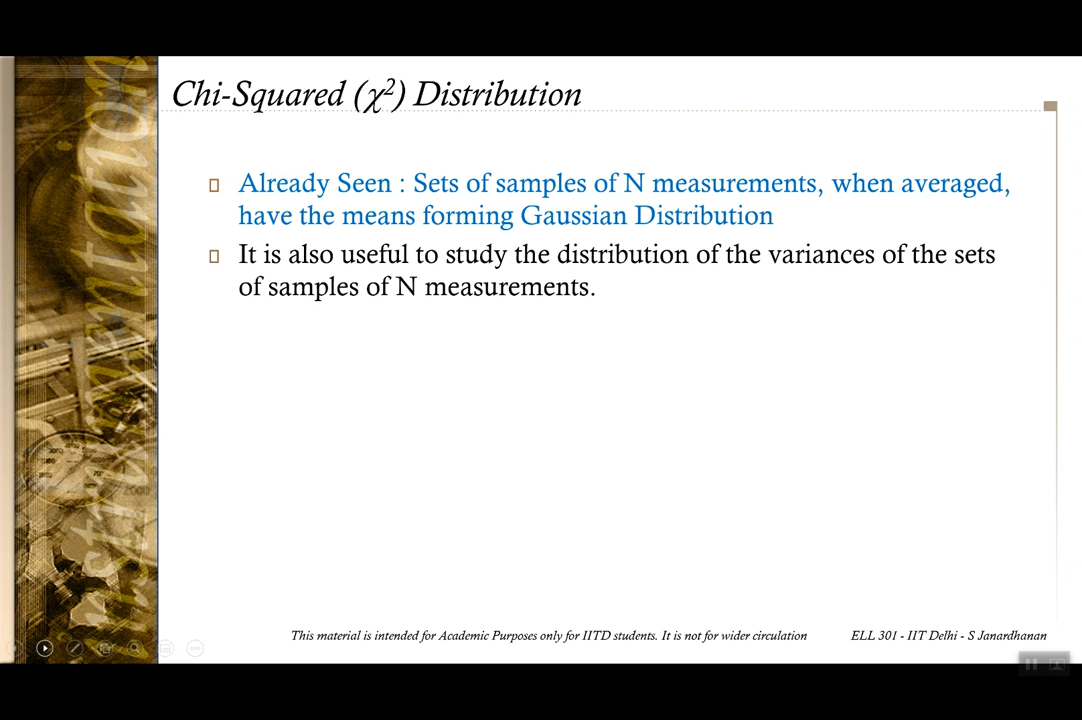 Chi-Squared (χ²) Distribution
Already Seen : Sets of samples of N measurements, when averaged,
have the means forming Gaussian Distribution
It is also useful to study the distribution of the variances of the sets
of samples of N measurements.
This material is intended for Academic Purposes only for IITD students. It is not for wider circulation
ELL 301 - IIT Delhi - S Janardhanan
Instrumentation